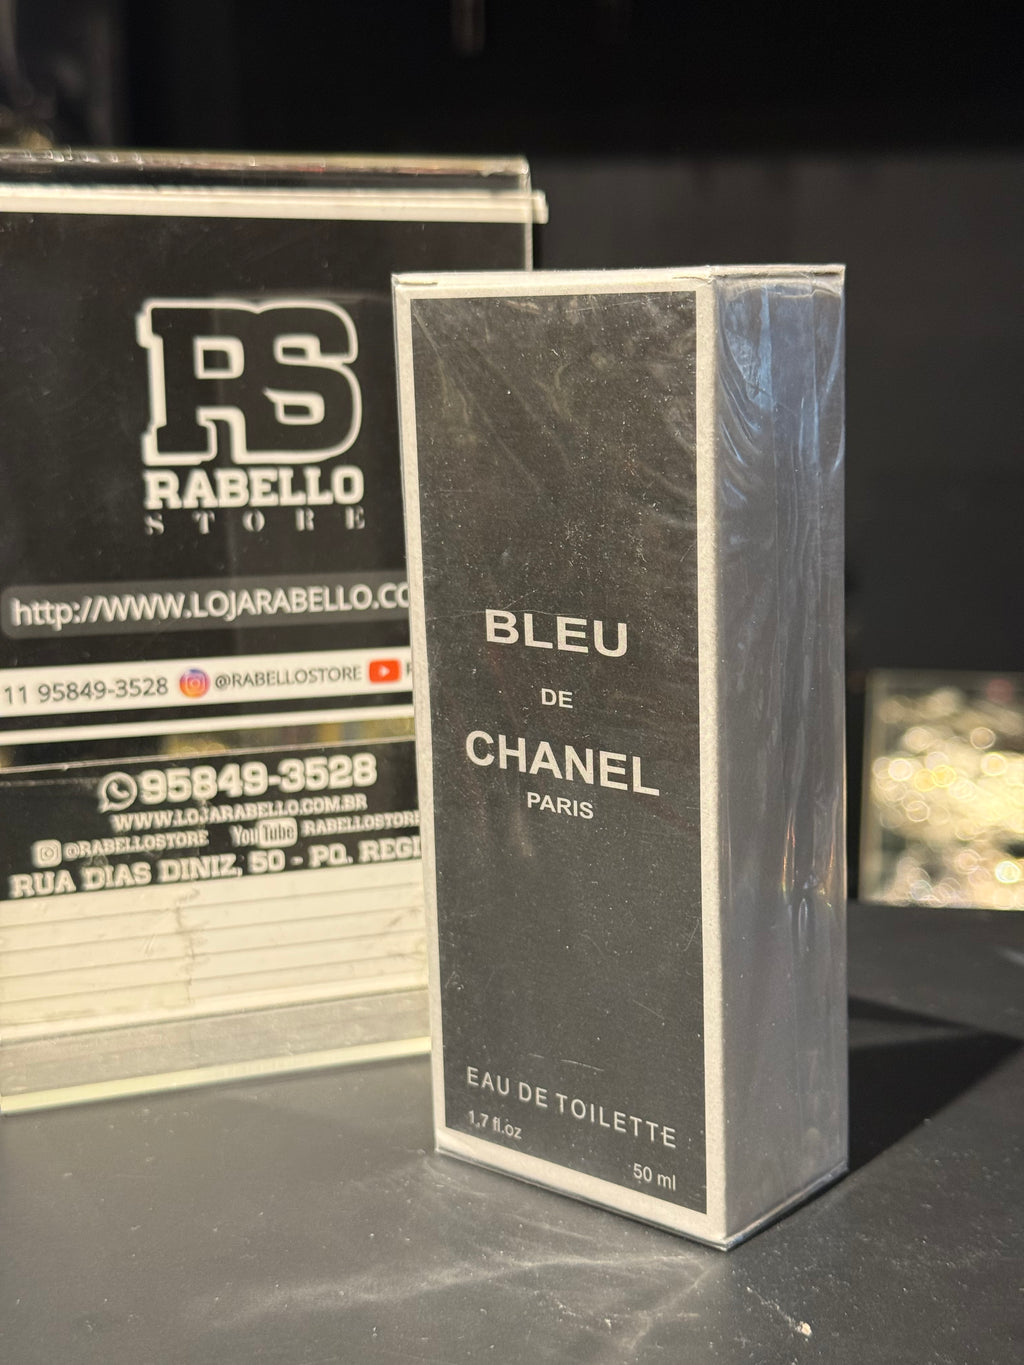 RS
RABELLO
STORE
http://WWW.LOJARABELLO.CO
11 95849-3528 @RABELLOSTORE
95849-3528
WWW.LOJARABELLO.COM.BR
@RABELLOSTORE YouTube RABELLOSTORE
RUA DIAS DINIZ, 50 - PQ. REGI
BLEU
DE
CHANEL
PARIS
EAU DE TOILETTE
1,7 fl.oz
50 ml